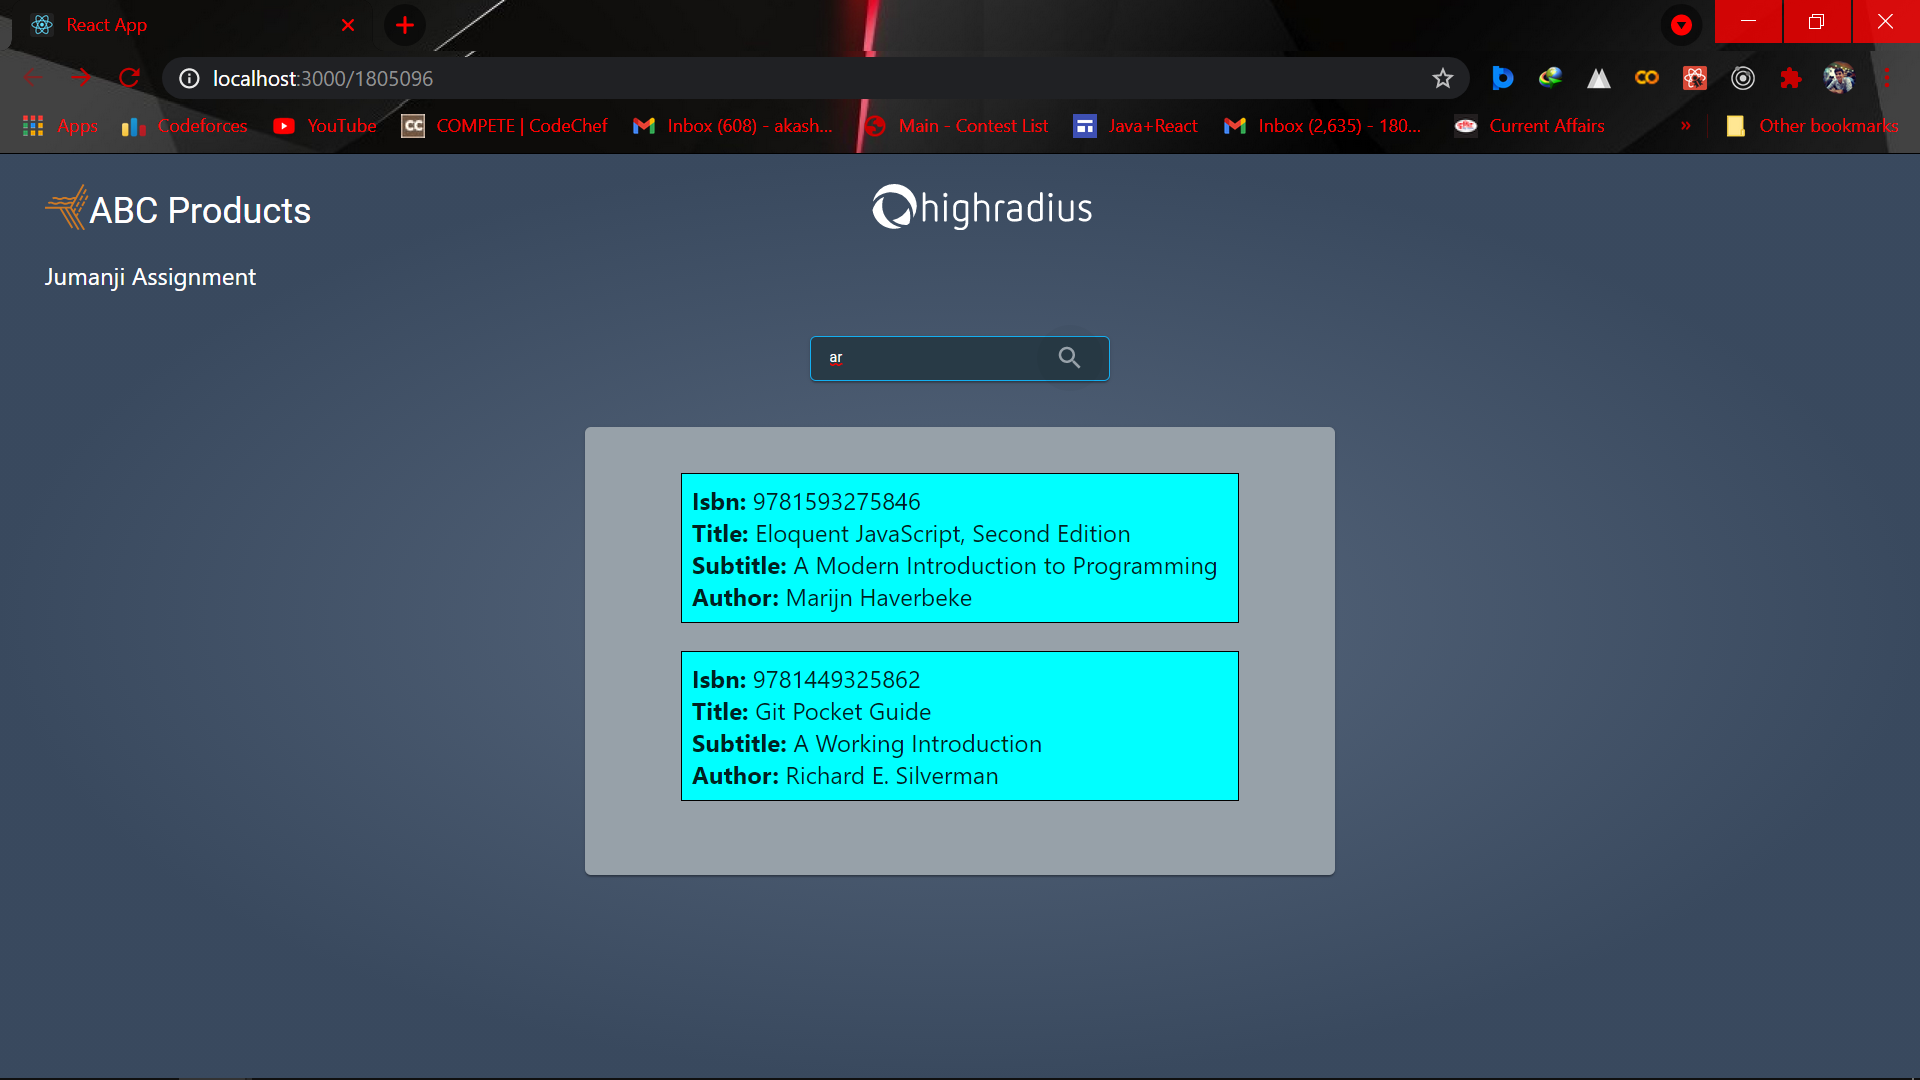 React App
localhost:3000/1805096
Apps Codeforces YouTube CC COMPETE | CodeChef Inbox (608) - akash... Main - Contest List Java+React Inbox (2,635) - 180... Current Affairs » Other bookmarks
ABC Products
highradius
Jumanji Assignment
ar
Isbn: 9781593275846
Title: Eloquent JavaScript, Second Edition
Subtitle: A Modern Introduction to Programming
Author: Marijn Haverbeke
Isbn: 9781449325862
Title: Git Pocket Guide
Subtitle: A Working Introduction
Author: Richard E. Silverman